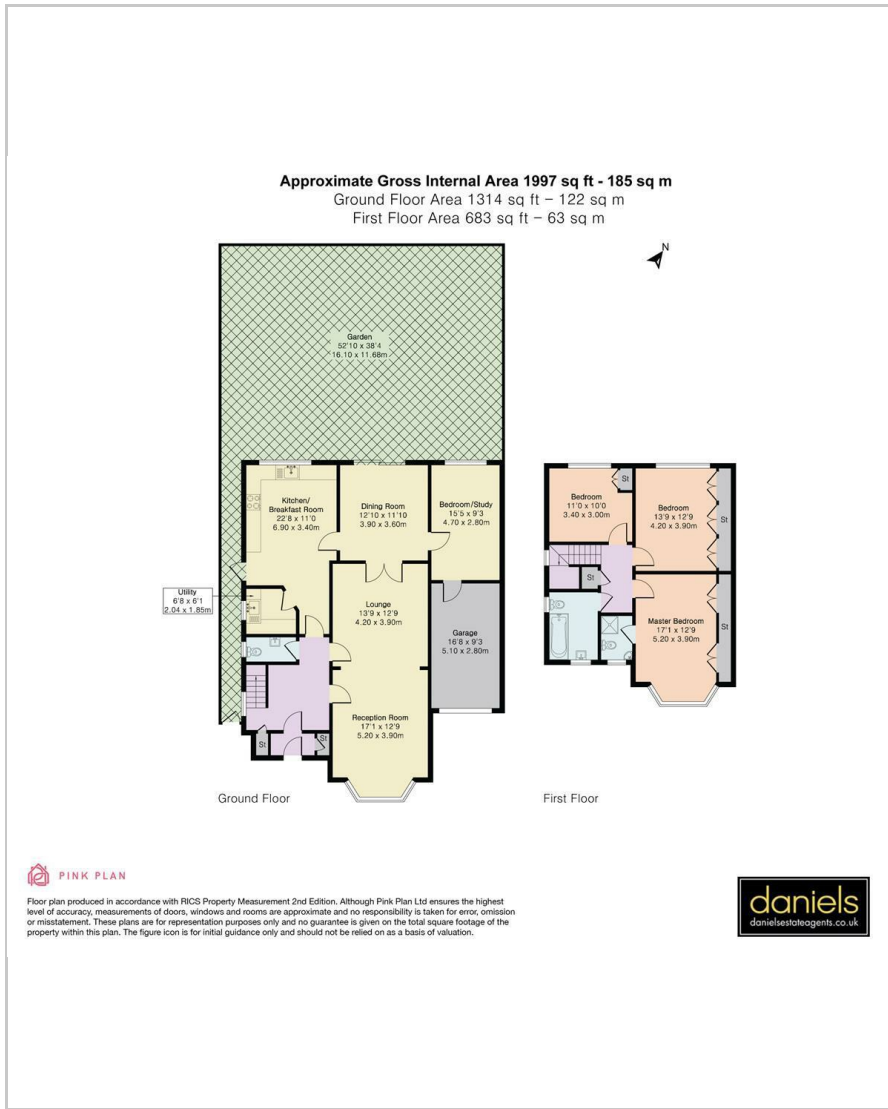 Approximate Gross Internal Area 1997 sq ft - 185 sq m
Ground Floor Area 1314 sq ft – 122 sq m
First Floor Area 683 sq ft – 63 sq m
N
Garden
52'10 x 38'4
16.10 x 11.68m
Kitchen/
Breakfast Room
22'8 x 11'0
6.90 x 3.40m
Dining Room
12'10 x 11'10
3.90 x 3.60m
Bedroom/Study
15'5 x 9'3
4.70 x 2.80m
Utility
6'8 x 6'1
2.04 x 1.85m
Lounge
13'9 x 12'9
4.20 x 3.90m
Garage
16'8 x 9'3
5.10 x 2.80m
Reception Room
17'1 x 12'9
5.20 x 3.90m
St
St
Ground Floor
Bedroom
11'0 x 10'0
3.40 x 3.00m
St
Bedroom
13'9 x 12'9
4.20 x 3.90m
St
St
Master Bedroom
17'1 x 12'9
5.20 x 3.90m
St
First Floor
PINK PLAN
Floor plan produced in accordance with RICS Property Measurement 2nd Edition. Although Pink Plan Ltd ensures the highest
level of accuracy, measurements of doors, windows and rooms are approximate and no responsibility is taken for error, omission
or misstatement. These plans are for representation purposes only and no guarantee is given on the total square footage of the
property within this plan. The figure icon is for initial guidance only and should not be relied on as a basis of valuation.
daniels
danielsestateagents.co.uk